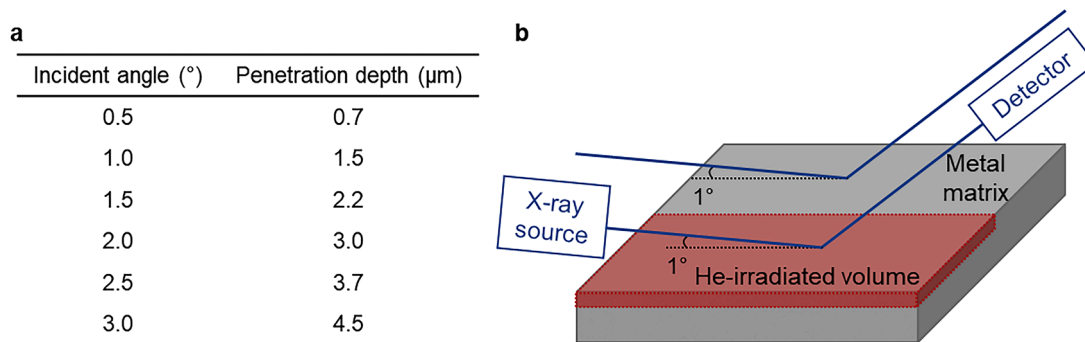 a
Incident angle (°) Penetration depth (μm)
0.5 0.7
1.0 1.5
1.5 2.2
2.0 3.0
2.5 3.7
3.0 4.5
b
Detector
Metal
matrix
1°
X-ray
source
1°
He-irradiated volume